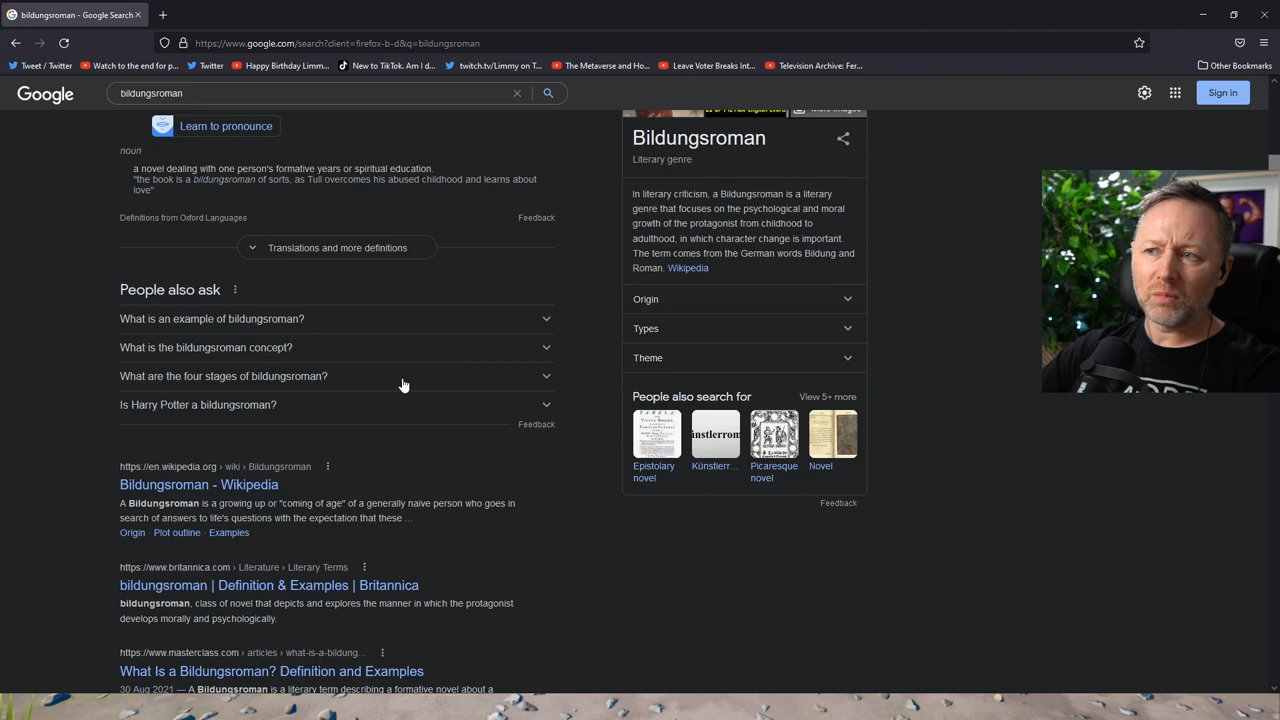 bildungsroman - Google Search
https://www.google.com/search?client=firefox-b-d&q=bildungsroman
Tweet / Twitter
Watch to the end for p...
Twitter
Happy Birthday Limm...
New to TikTok. Am I d...
twitch.tv/Limmy on T...
The Metaverse and Ho...
Leave Voter Breaks Int...
Television Archive: Fer...
Other Bookmarks
Google
bildungsroman
Sign in
Learn to pronounce
noun
a novel dealing with one person's formative years or spiritual education.
"the book is a bildungsroman of sorts, as Tull overcomes his abused childhood and learns about
love"
Definitions from Oxford Languages
Feedback
Translations and more definitions
People also ask
What is an example of bildungsroman?
What is the bildungsroman concept?
What are the four stages of bildungsroman?
Is Harry Potter a bildungsroman?
Feedback
https://en.wikipedia.org › wiki › Bildungsroman
Bildungsroman - Wikipedia
A Bildungsroman is a growing up or "coming of age" of a generally naive person who goes in
search of answers to life's questions with the expectation that these ...
Origin · Plot outline · Examples
https://www.britannica.com › Literature › Literary Terms
bildungsroman | Definition & Examples | Britannica
bildungsroman, class of novel that depicts and explores the manner in which the protagonist
develops morally and psychologically.
https://www.masterclass.com › articles › what-is-a-bildung...
What Is a Bildungsroman? Definition and Examples
30 Aug 2021 — A Bildungsroman is a literary term describing a formative novel about a
More images
Bildungsroman
Literary genre
In literary criticism, a Bildungsroman is a literary
genre that focuses on the psychological and moral
growth of the protagonist from childhood to
adulthood, in which character change is important.
The term comes from the German words Bildung and
Roman. Wikipedia
Origin
Types
Theme
People also search for
View 5+ more
nstlerrom
Epistolary
novel
Künstlerr...
Picaresque
novel
Novel
Feedback